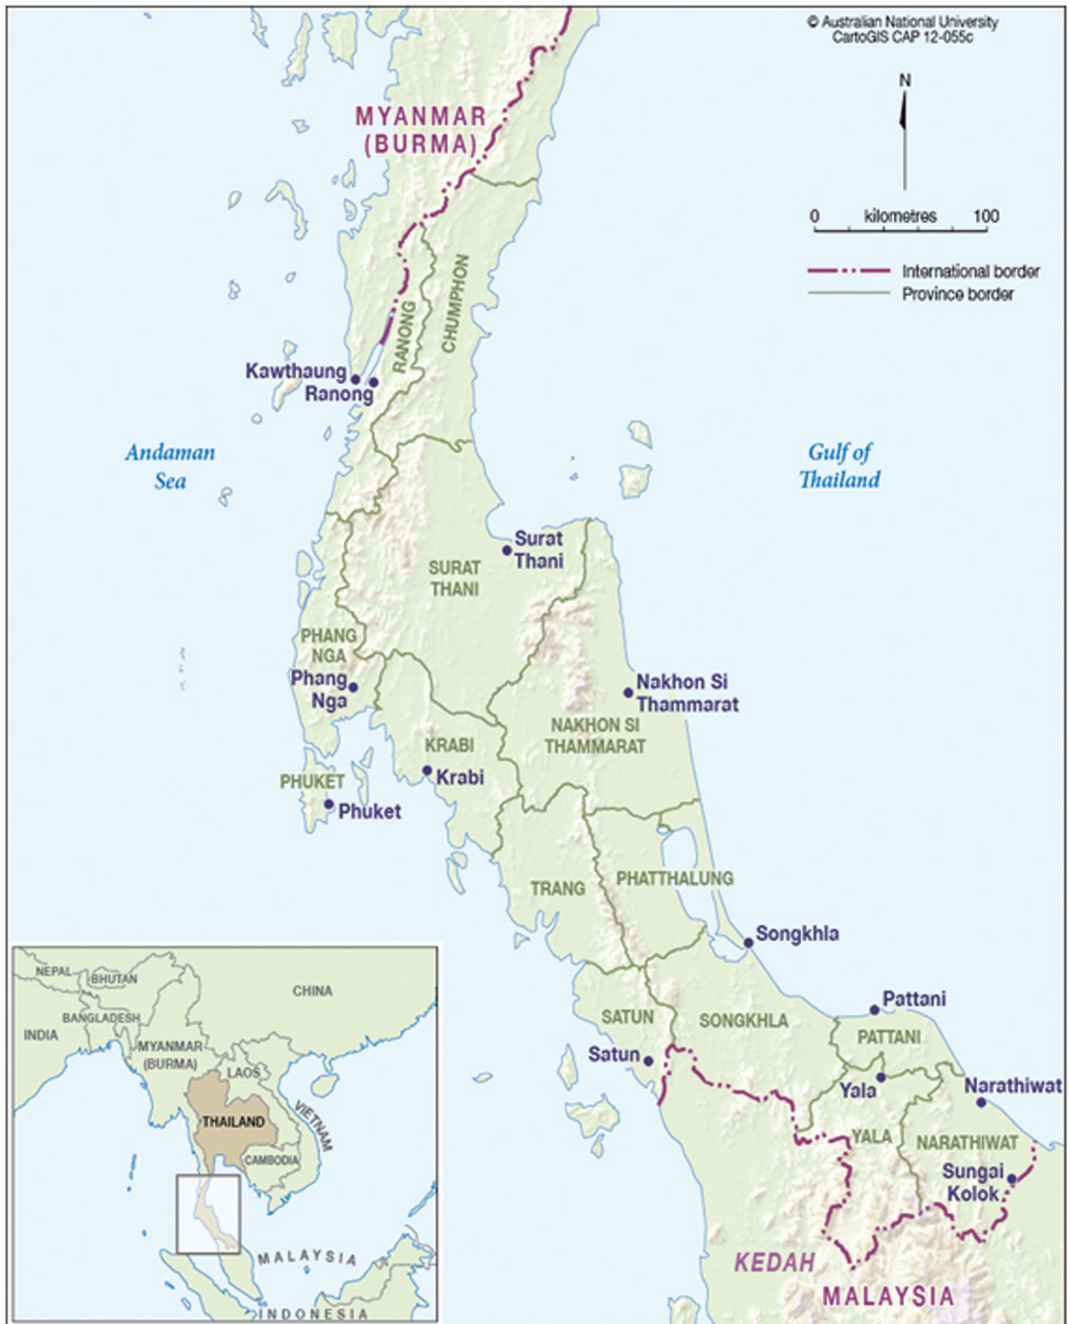 © Australian National University
CartoGIS CAP 12-055c
N
0 kilometres 100
International border
Province border
MYANMAR
(BURMA)
CHUMPHON
RANONG
Kawthaung
Ranong
Andaman
Sea
Gulf of
Thailand
Surat
Thani
SURAT
THANI
PHANG
NGA
Phang
Nga
Nakhon Si
Thammarat
NAKHON SI
THAMMARAT
KRABI
Krabi
PHUKET
Phuket
TRANG
PHATTHALUNG
Songkhla
SATUN
SONGKHLA
Pattani
PATTANI
Satun
Yala
Narathiwat
YALA
NARATHIWAT
Sungai
Kolok
KEDAH
MALAYSIA
NEPAL
BHUTAN
CHINA
BANGLADESH
INDIA
MYANMAR
(BURMA)
LAOS
THAILAND
VIETNAM
CAMBODIA
MALAYSIA
INDONESIA